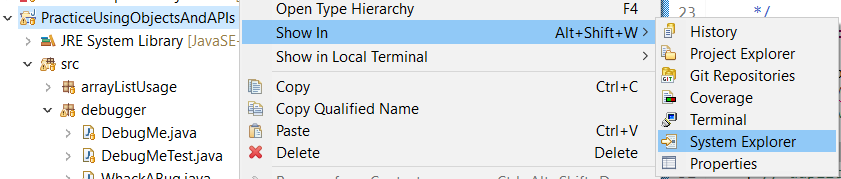 PracticeUsingObjectsAndAPIs
JRE System Library [JavaSE-
src
arrayListUsage
debugger
DebugMe.java
DebugMeTest.java
WhackABug.java
Open Type Hierarchy F4
Show In Alt+Shift+W
Show in Local Terminal
Copy Ctrl+C
Copy Qualified Name
Paste Ctrl+V
Delete Delete
23 */
History
Project Explorer
Git Repositories
Coverage
Terminal
System Explorer
Properties